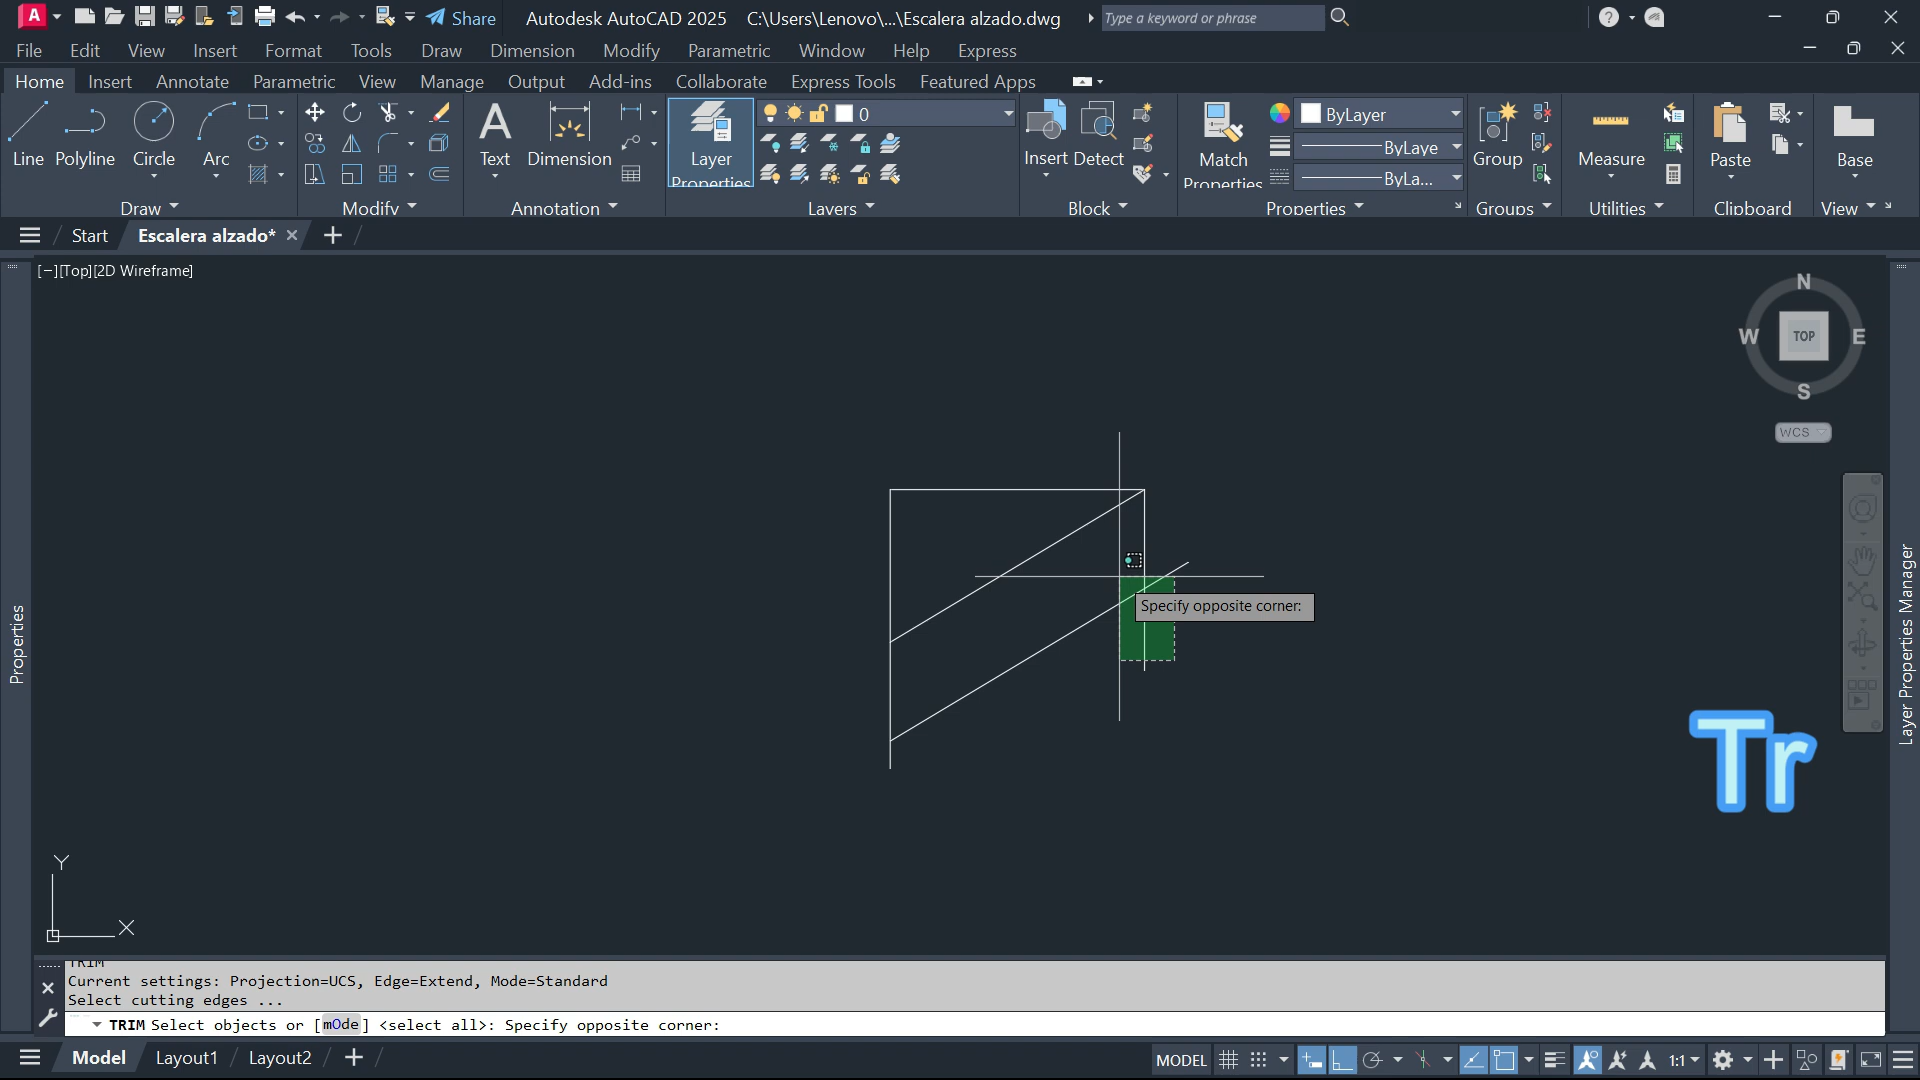 A Share Autodesk AutoCAD 2025 C:\Users\Lenovo\...\Escalera alzado.dwg Type a keyword or phrase
File Edit View Insert Format Tools Draw Dimension Modify Parametric Window Help Express
Home Insert Annotate Parametric View Manage Output Add-ins Collaborate Express Tools Featured Apps
0 ByLayer
ByLaye
Line Polyline Circle Arc Text Dimension Layer Properties Insert Detect Match Properties Group Measure Paste Base
ByLa...
Draw Modify Annotation Layers Block Properties Groups Utilities Clipboard View
Start Escalera alzado*
[−][Top][2D Wireframe]
N
W TOP E
S
WCS
Specify opposite corner:
Properties
Layer Properties Manager
Tr
Y
X
TRIM
Current settings: Projection=UCS, Edge=Extend, Mode=Standard
Select cutting edges ...
TRIM Select objects or [mOde] <select all>: Specify opposite corner:
Model Layout1 Layout2 MODEL 1:1